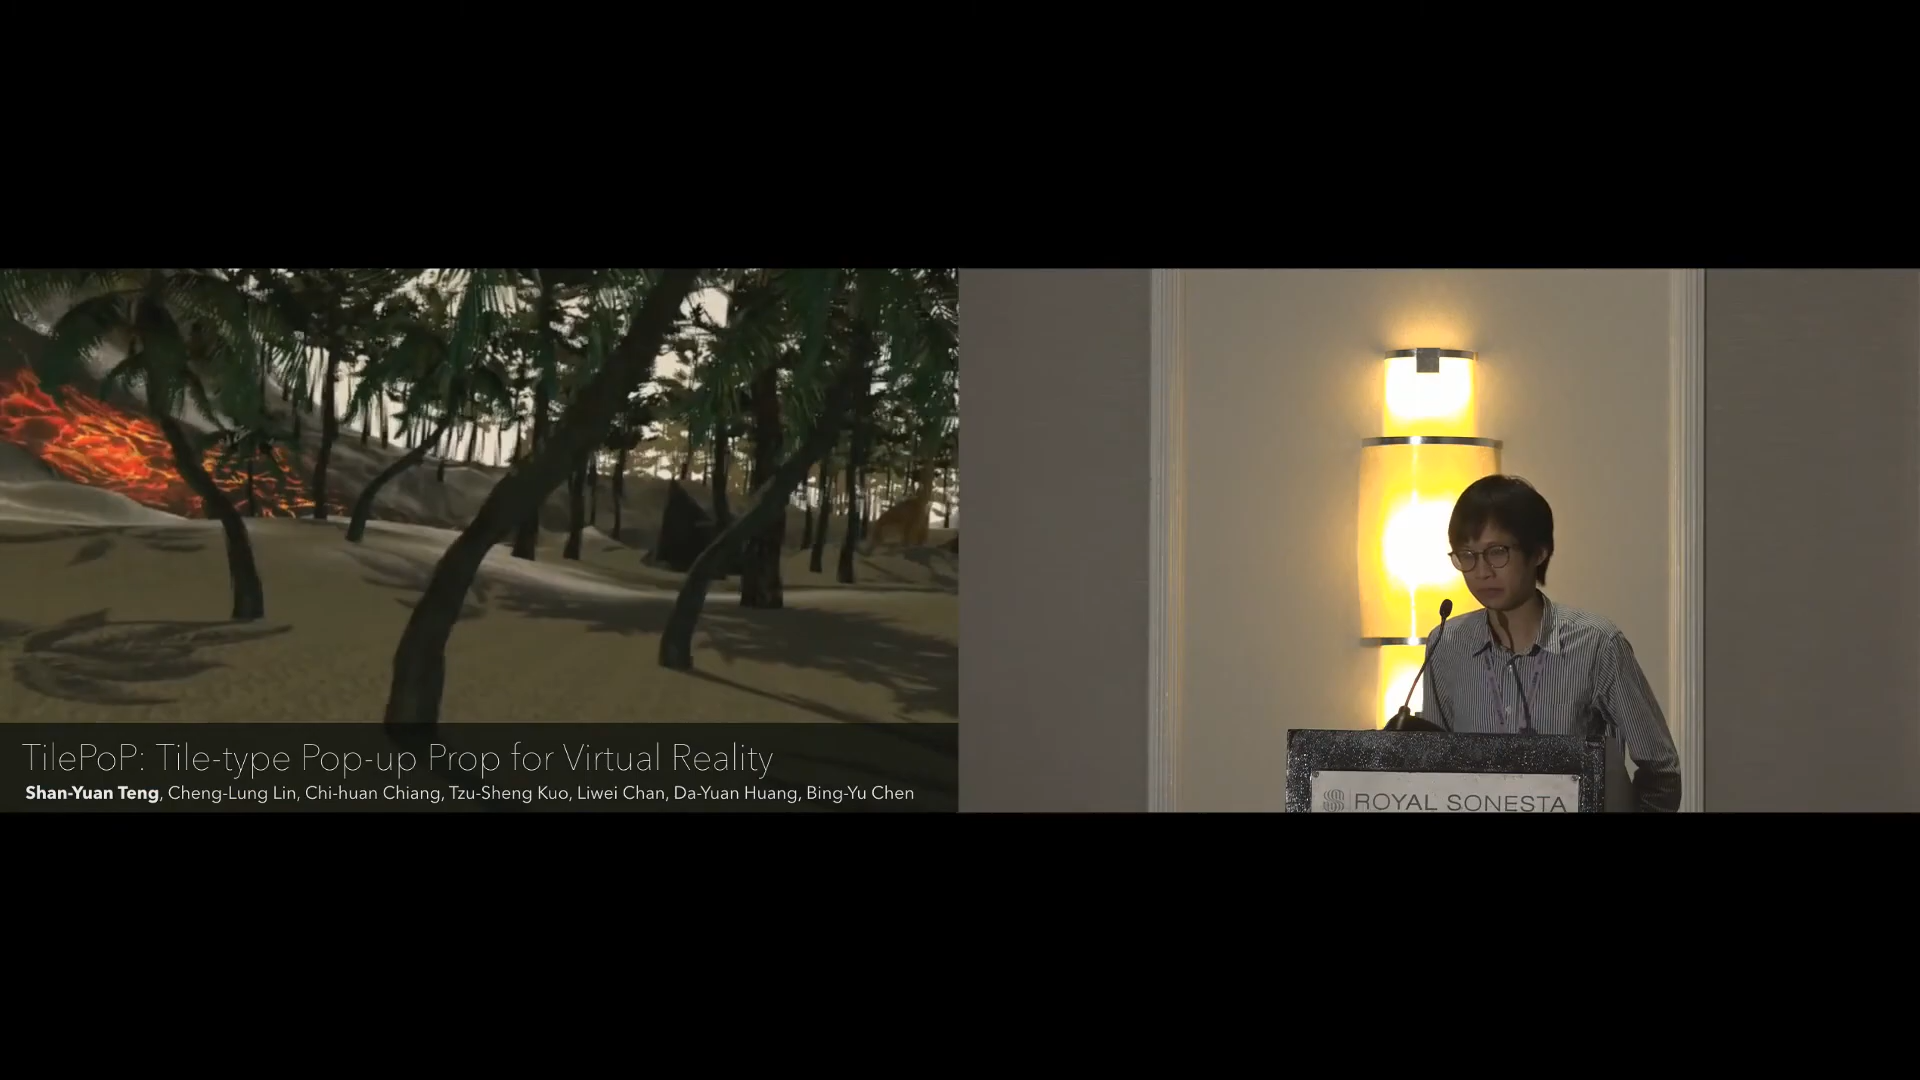 TilePoP: Tile-type Pop-up Prop for Virtual Reality
Shan-Yuan Teng, Cheng-Lung Lin, Chi-huan Chiang, Tzu-Sheng Kuo, Liwei Chan, Da-Yuan Huang, Bing-Yu Chen
ROYAL SONESTA